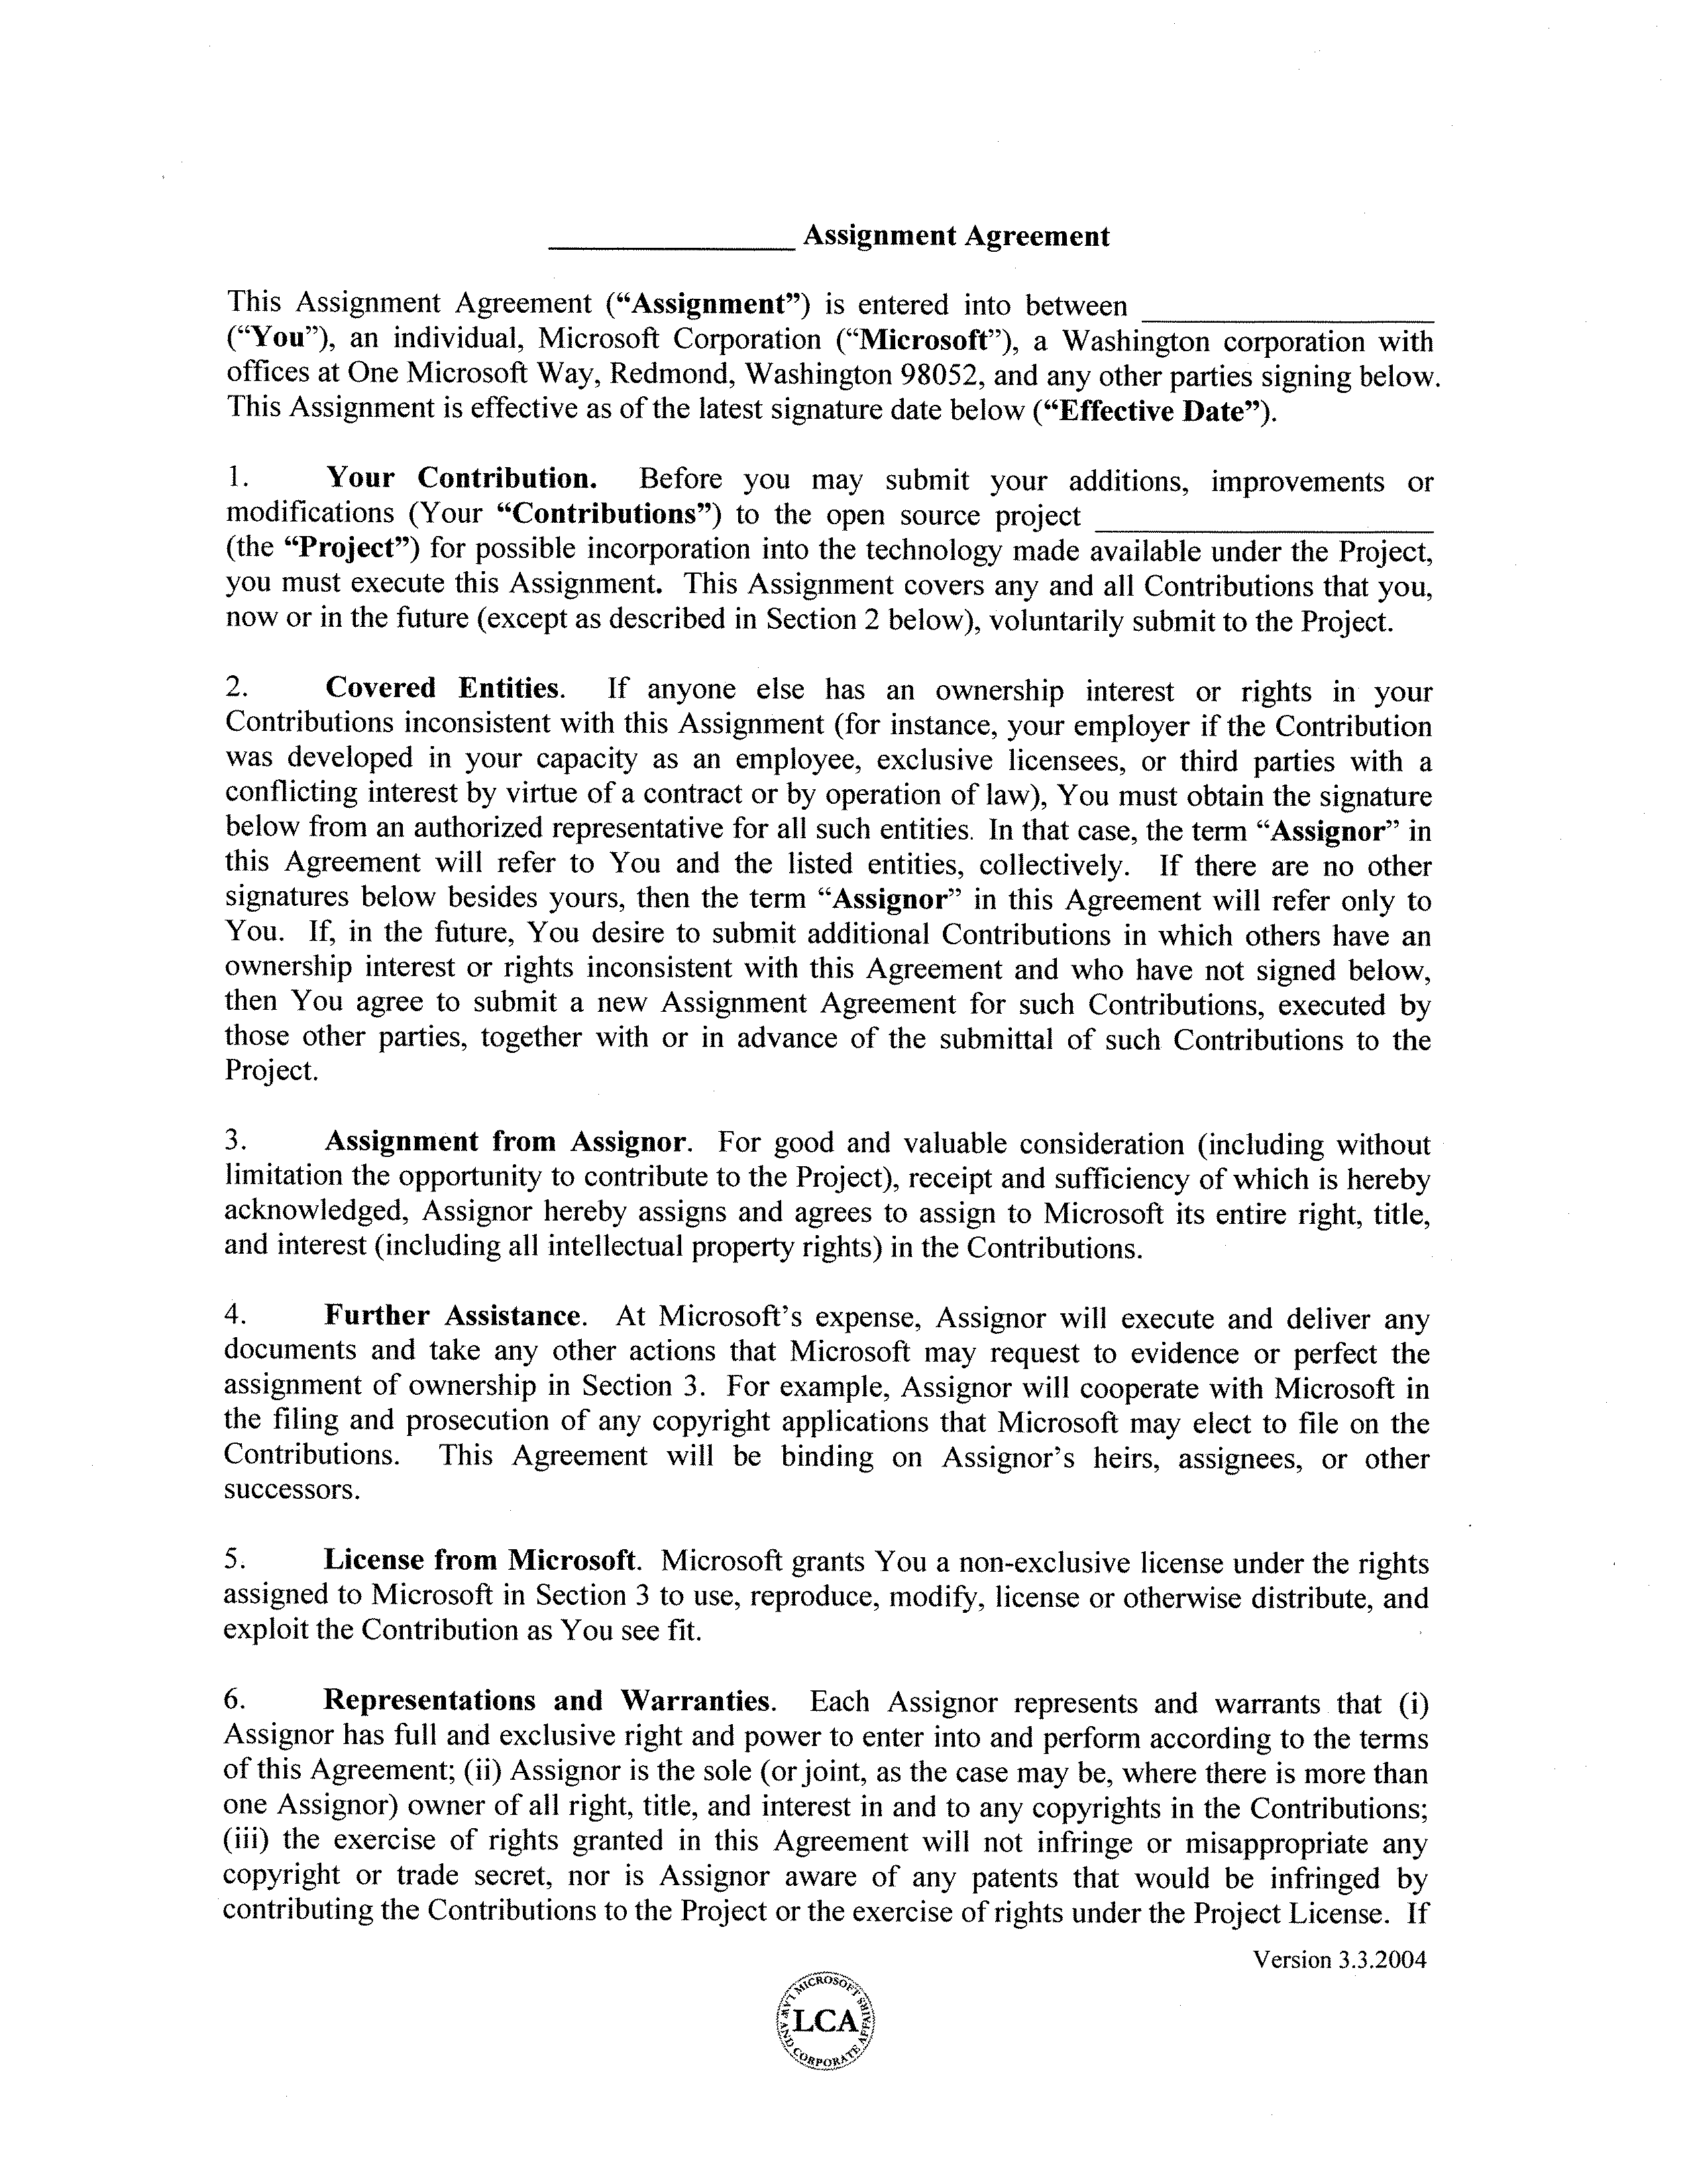 _______________ Assignment Agreement
This Assignment Agreement (“Assignment”) is entered into between _______________
(“You”), an individual, Microsoft Corporation (“Microsoft”), a Washington corporation with
offices at One Microsoft Way, Redmond, Washington 98052, and any other parties signing below.
This Assignment is effective as of the latest signature date below (“Effective Date”).
1. Your Contribution. Before you may submit your additions, improvements or
modifications (Your “Contributions”) to the open source project _______________
(the “Project”) for possible incorporation into the technology made available under the Project,
you must execute this Assignment. This Assignment covers any and all Contributions that you,
now or in the future (except as described in Section 2 below), voluntarily submit to the Project.
2. Covered Entities. If anyone else has an ownership interest or rights in your
Contributions inconsistent with this Assignment (for instance, your employer if the Contribution
was developed in your capacity as an employee, exclusive licensees, or third parties with a
conflicting interest by virtue of a contract or by operation of law), You must obtain the signature
below from an authorized representative for all such entities. In that case, the term “Assignor” in
this Agreement will refer to You and the listed entities, collectively. If there are no other
signatures below besides yours, then the term “Assignor” in this Agreement will refer only to
You. If, in the future, You desire to submit additional Contributions in which others have an
ownership interest or rights inconsistent with this Agreement and who have not signed below,
then You agree to submit a new Assignment Agreement for such Contributions, executed by
those other parties, together with or in advance of the submittal of such Contributions to the
Project.
3. Assignment from Assignor. For good and valuable consideration (including without
limitation the opportunity to contribute to the Project), receipt and sufficiency of which is hereby
acknowledged, Assignor hereby assigns and agrees to assign to Microsoft its entire right, title,
and interest (including all intellectual property rights) in the Contributions.
4. Further Assistance. At Microsoft’s expense, Assignor will execute and deliver any
documents and take any other actions that Microsoft may request to evidence or perfect the
assignment of ownership in Section 3. For example, Assignor will cooperate with Microsoft in
the filing and prosecution of any copyright applications that Microsoft may elect to file on the
Contributions. This Agreement will be binding on Assignor’s heirs, assignees, or other
successors.
5. License from Microsoft. Microsoft grants You a non-exclusive license under the rights
assigned to Microsoft in Section 3 to use, reproduce, modify, license or otherwise distribute, and
exploit the Contribution as You see fit.
6. Representations and Warranties. Each Assignor represents and warrants that (i)
Assignor has full and exclusive right and power to enter into and perform according to the terms
of this Agreement; (ii) Assignor is the sole (or joint, as the case may be, where there is more than
one Assignor) owner of all right, title, and interest in and to any copyrights in the Contributions;
(iii) the exercise of rights granted in this Agreement will not infringe or misappropriate any
copyright or trade secret, nor is Assignor aware of any patents that would be infringed by
contributing the Contributions to the Project or the exercise of rights under the Project License. If
Version 3.3.2004
MICROSOFT LAW AND CORPORATE AFFAIRS
LCA